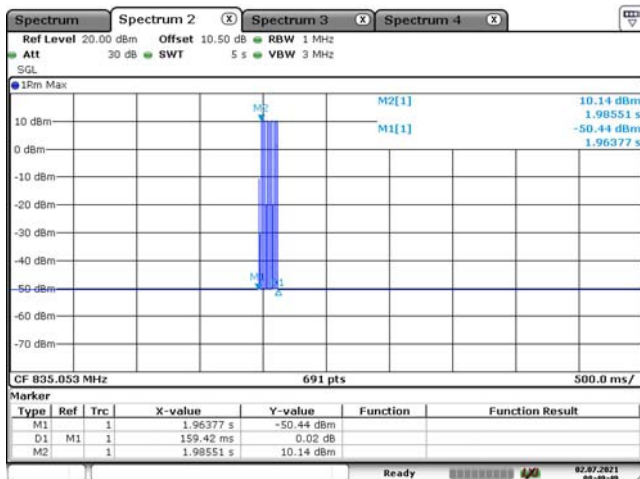 Spectrum Spectrum 2 X Spectrum 3 X Spectrum 4 X
Ref Level 20.00 dBm Offset 10.50 dB RBW 1 MHz
Att 30 dB SWT 5 s VBW 3 MHz
SGL
1Rm Max
M2[1] 10.14 dBm
1.98551 s
M1[1] -50.44 dBm
1.96377 s
M2
10 dBm
0 dBm
-10 dBm
-20 dBm
-30 dBm
-40 dBm
-50 dBm
-60 dBm
-70 dBm
CF 835.053 MHz 691 pts 500.0 ms/
Marker
Type Ref Trc X-value Y-value Function Function Result
M1 1 1.96377 s -50.44 dBm
D1 M1 1 159.42 ms 0.02 dB
M2 1 1.98551 s 10.14 dBm
Ready 02.07.2021